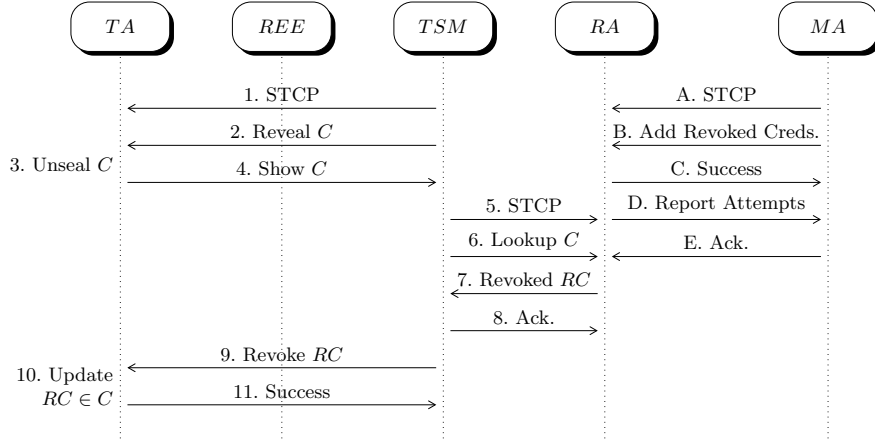 TA REE TSM RA MA
1. STCP A. STCP
2. Reveal C B. Add Revoked Creds.
3. Unseal C 4. Show C C. Success
5. STCP D. Report Attempts
6. Lookup C E. Ack.
7. Revoked RC
8. Ack.
9. Revoke RC
10. Update
RC ∈ C 11. Success